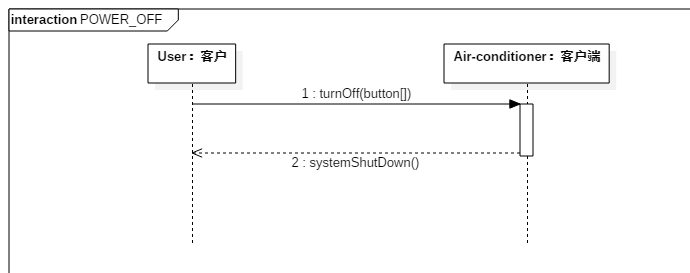 interaction POWER_OFF
User：客户
Air-conditioner：客户端
1 : turnOff(button[])
2 : systemShutDown()